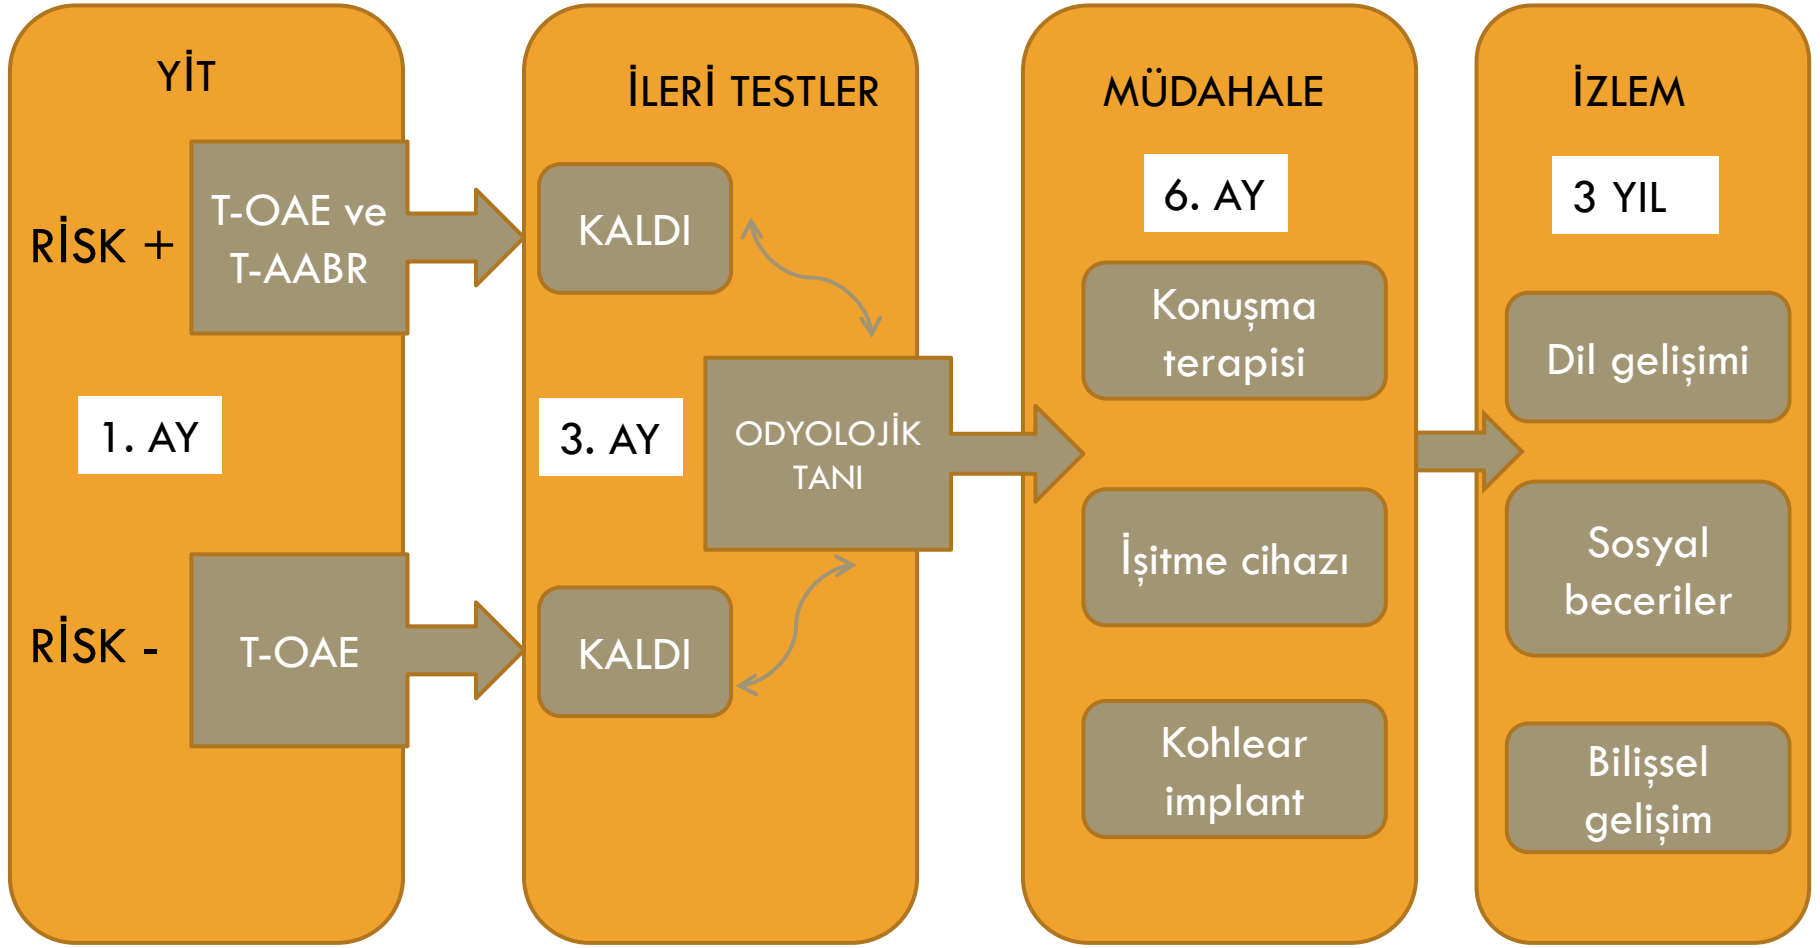 YİT
RİSK +
T-OAE ve
T-AABR
1. AY
RİSK -
T-OAE
İLERİ TESTLER
KALDI
3. AY
ODYOLOJİK
TANI
KALDI
MÜDAHALE
6. AY
Konuşma
terapisi
İşitme cihazı
Kohlear
implant
İZLEM
3 YIL
Dil gelişimi
Sosyal
beceriler
Bilişsel
gelişim